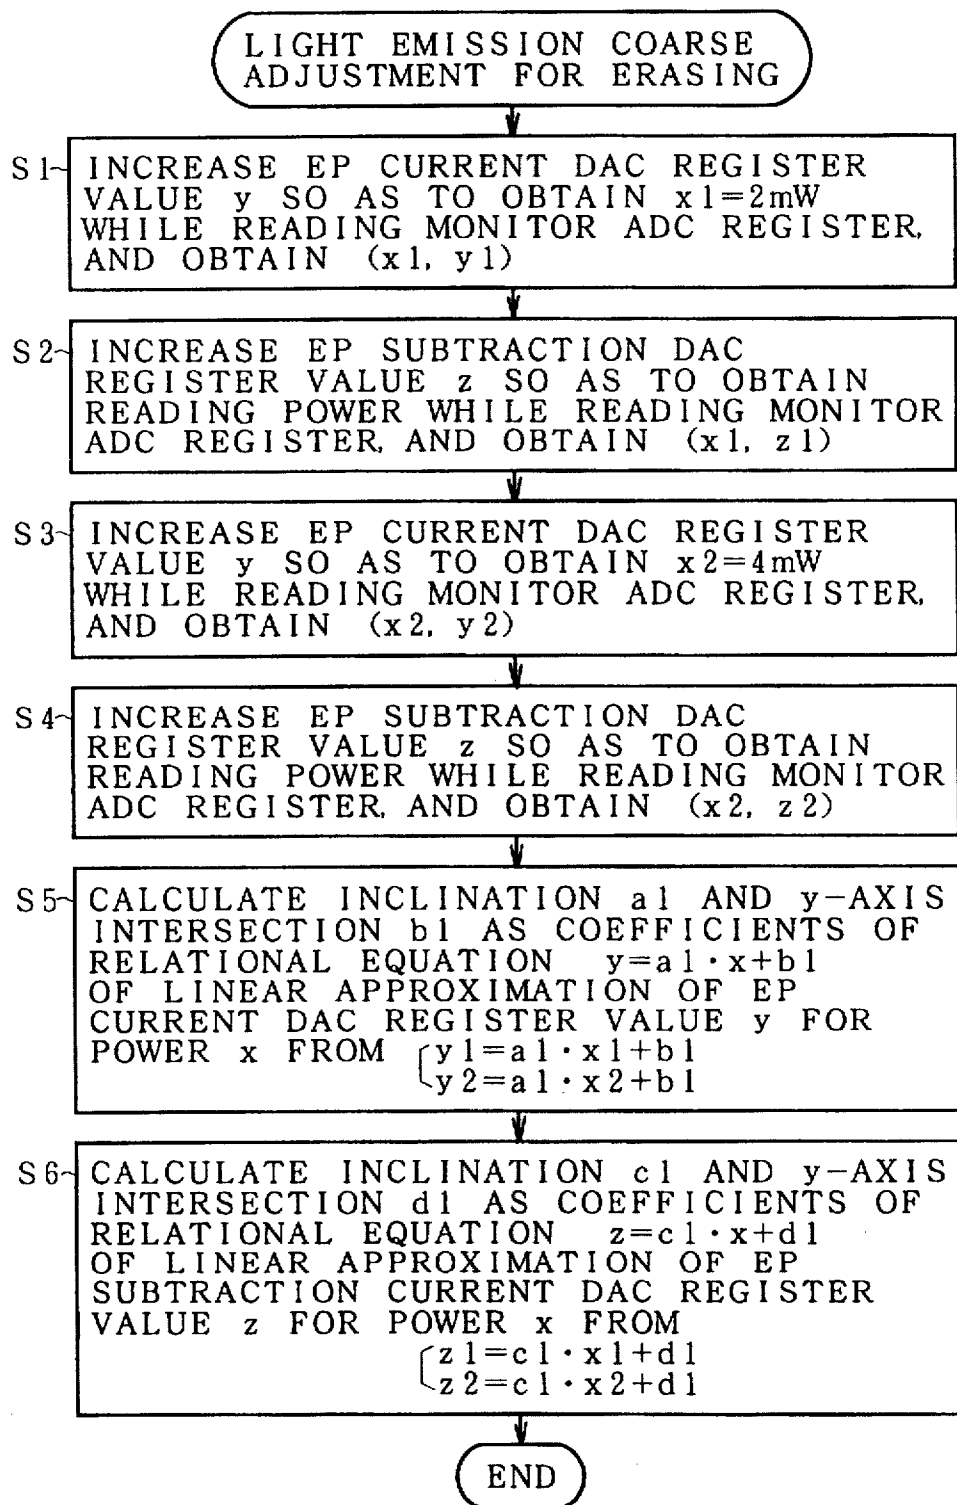 LIGHT EMISSION COARSE
ADJUSTMENT FOR ERASING
S1
INCREASE EP CURRENT DAC REGISTER
VALUE y SO AS TO OBTAIN x1=2mW
WHILE READING MONITOR ADC REGISTER,
AND OBTAIN (x1, y1)
S2
INCREASE EP SUBTRACTION DAC
REGISTER VALUE z SO AS TO OBTAIN
READING POWER WHILE READING MONITOR
ADC REGISTER, AND OBTAIN (x1, z1)
S3
INCREASE EP CURRENT DAC REGISTER
VALUE y SO AS TO OBTAIN x2=4mW
WHILE READING MONITOR ADC REGISTER,
AND OBTAIN (x2, y2)
S4
INCREASE EP SUBTRACTION DAC
REGISTER VALUE z SO AS TO OBTAIN
READING POWER WHILE READING MONITOR
ADC REGISTER, AND OBTAIN (x2, z2)
S5
CALCULATE INCLINATION a1 AND y-AXIS
INTERSECTION b1 AS COEFFICIENTS OF
RELATIONAL EQUATION y=a1·x+b1
OF LINEAR APPROXIMATION OF EP
CURRENT DAC REGISTER VALUE y FOR
POWER x FROM y1=a1·x1+b1
y2=a1·x2+b1
S6
CALCULATE INCLINATION c1 AND y-AXIS
INTERSECTION d1 AS COEFFICIENTS OF
RELATIONAL EQUATION z=c1·x+d1
OF LINEAR APPROXIMATION OF EP
SUBTRACTION CURRENT DAC REGISTER
VALUE z FOR POWER x FROM
z1=c1·x1+d1
z2=c1·x2+d1
END